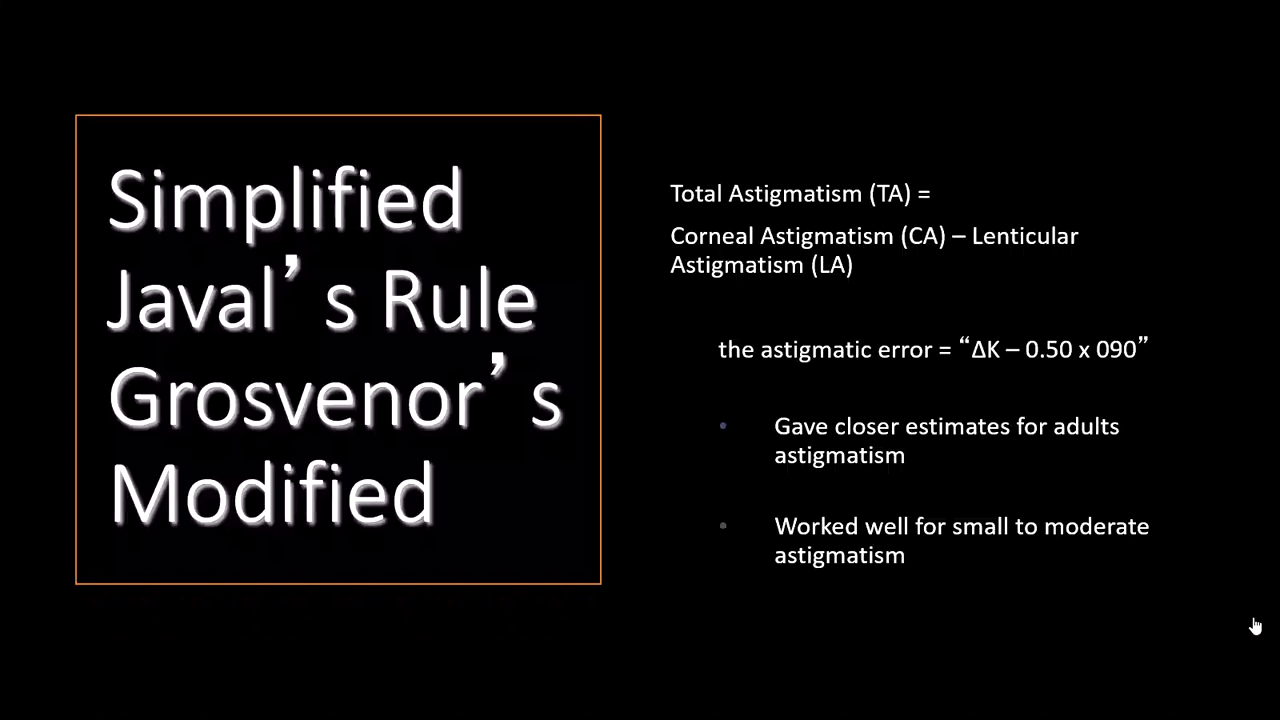 Simplified
Javal’s Rule
Grosvenor’s
Modified
Total Astigmatism (TA) =
Corneal Astigmatism (CA) – Lenticular
Astigmatism (LA)
the astigmatic error = “ΔK – 0.50 x 090”
• Gave closer estimates for adults
astigmatism
• Worked well for small to moderate
astigmatism